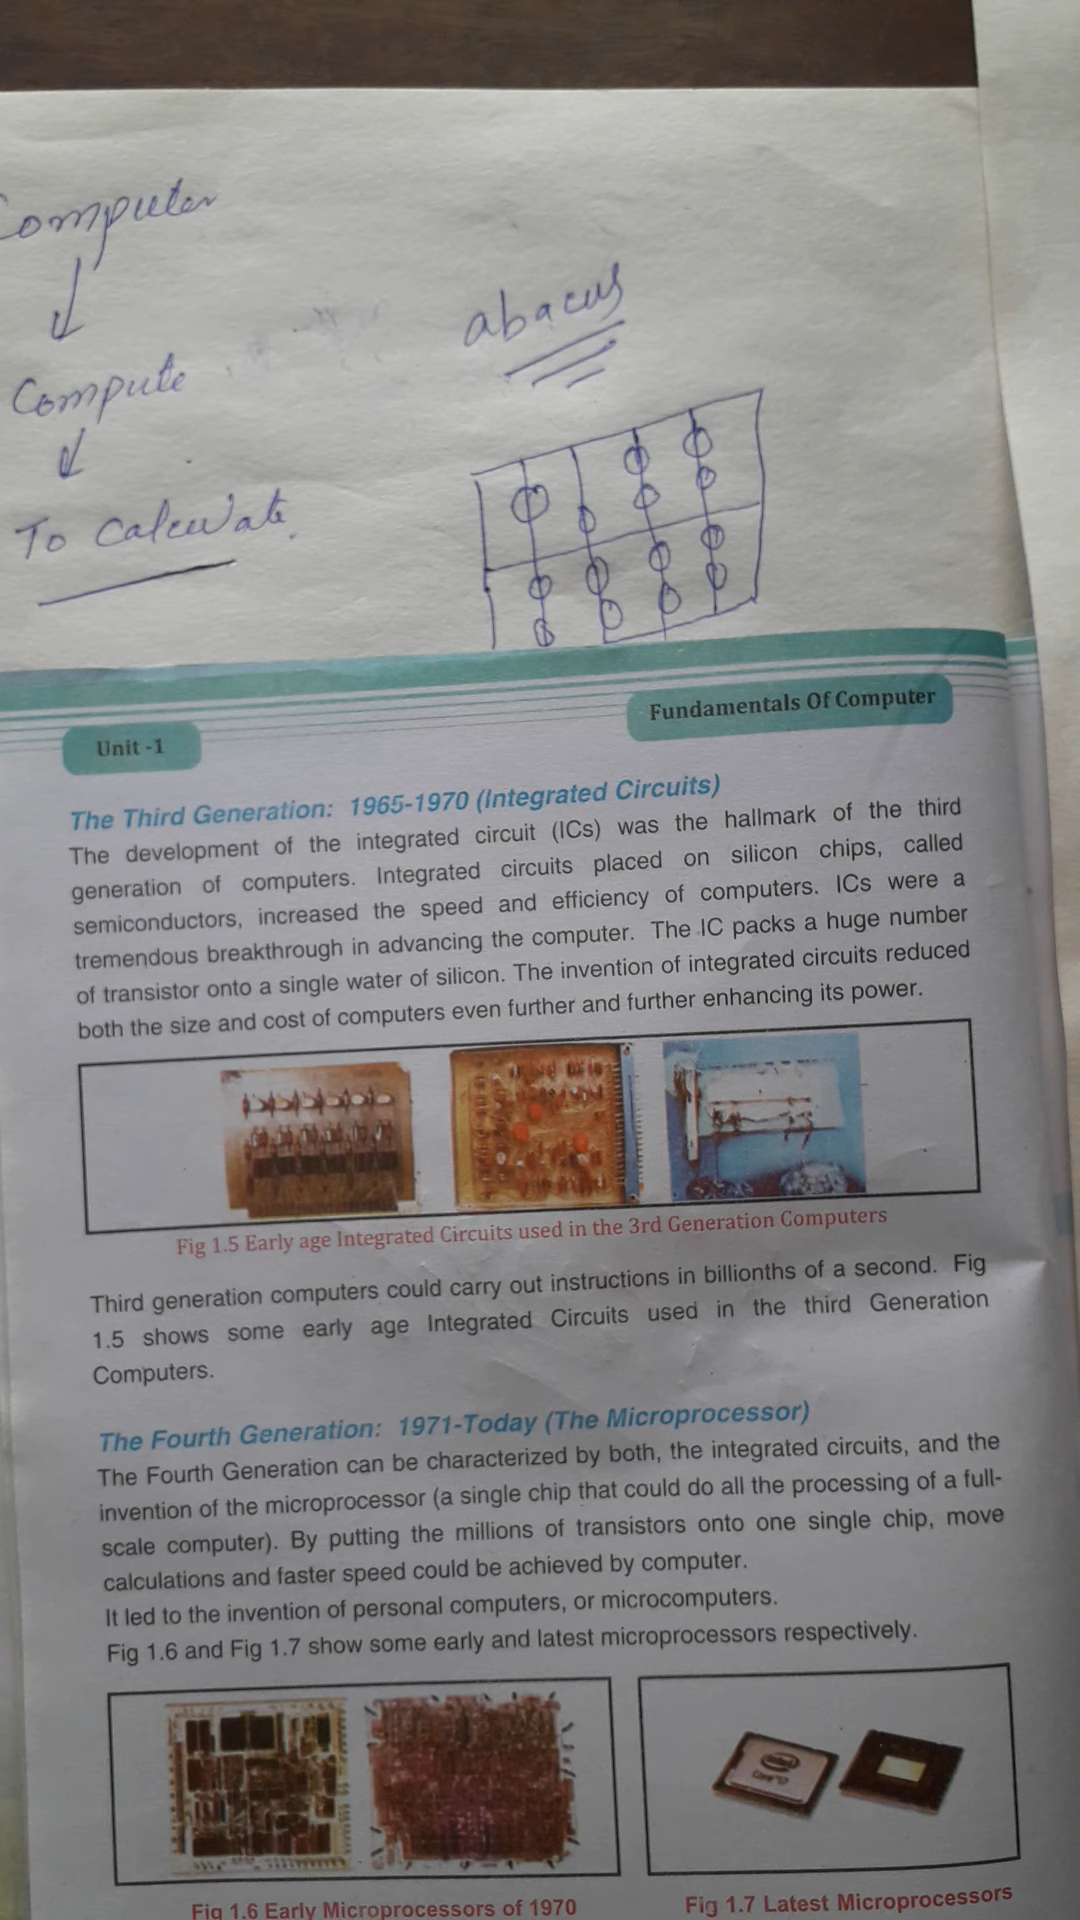 Computer
Compute
To Calculate
abacus
Unit -1
Fundamentals Of Computer
The Third Generation: 1965-1970 (Integrated Circuits)
The development of the integrated circuit (ICs) was the hallmark of the third
generation of computers. Integrated circuits placed on silicon chips, called
semiconductors, increased the speed and efficiency of computers. ICs were a
tremendous breakthrough in advancing the computer. The IC packs a huge number
of transistor onto a single water of silicon. The invention of integrated circuits reduced
both the size and cost of computers even further and further enhancing its power.
Fig 1.5 Early age Integrated Circuits used in the 3rd Generation Computers
Third generation computers could carry out instructions in billionths of a second. Fig
1.5 shows some early age Integrated Circuits used in the third Generation
Computers.
The Fourth Generation: 1971-Today (The Microprocessor)
The Fourth Generation can be characterized by both, the integrated circuits, and the
invention of the microprocessor (a single chip that could do all the processing of a full-
scale computer). By putting the millions of transistors onto one single chip, move
calculations and faster speed could be achieved by computer.
It led to the invention of personal computers, or microcomputers.
Fig 1.6 and Fig 1.7 show some early and latest microprocessors respectively.
Fig 1.6 Early Microprocessors of 1970
Fig 1.7 Latest Microprocessors